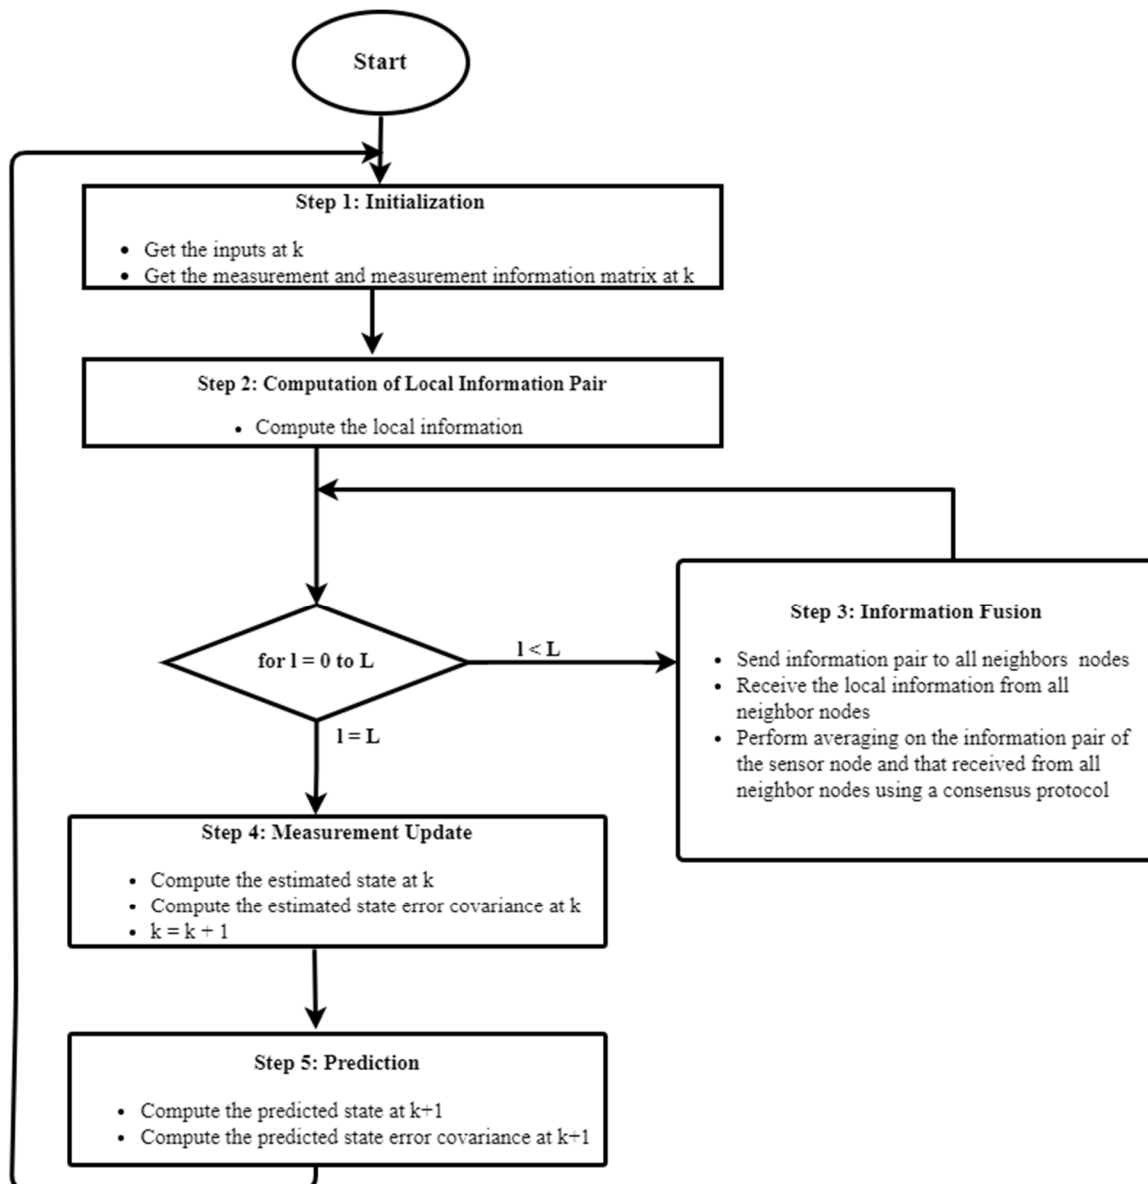 Start
Step 1: Initialization
• Get the inputs at k
• Get the measurement and measurement information matrix at k
Step 2: Computation of Local Information Pair
• Compute the local information
for l = 0 to L
l < L
Step 3: Information Fusion
• Send information pair to all neighbors nodes
• Receive the local information from all
neighbor nodes
• Perform averaging on the information pair of
the sensor node and that received from all
neighbor nodes using a consensus protocol
l = L
Step 4: Measurement Update
• Compute the estimated state at k
• Compute the estimated state error covariance at k
• k = k + 1
Step 5: Prediction
• Compute the predicted state at k+1
• Compute the predicted state error covariance at k+1